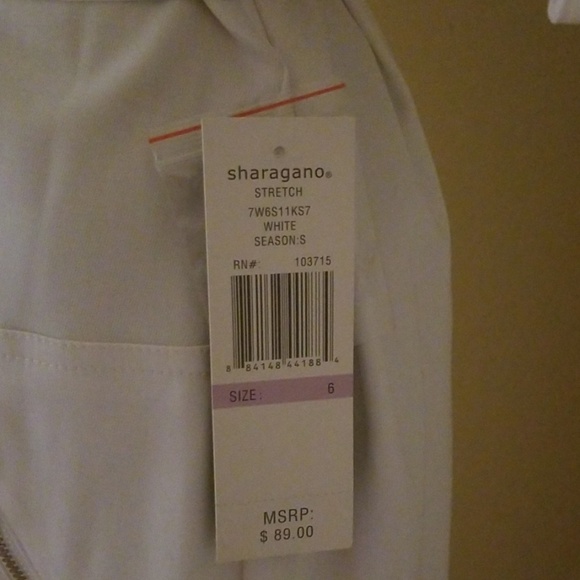 sharagano®
STRETCH
7W6S11KS7
WHITE
SEASON:S
RN#: 103715
8 84148 44188 4
SIZE: 6
MSRP:
$ 89.00